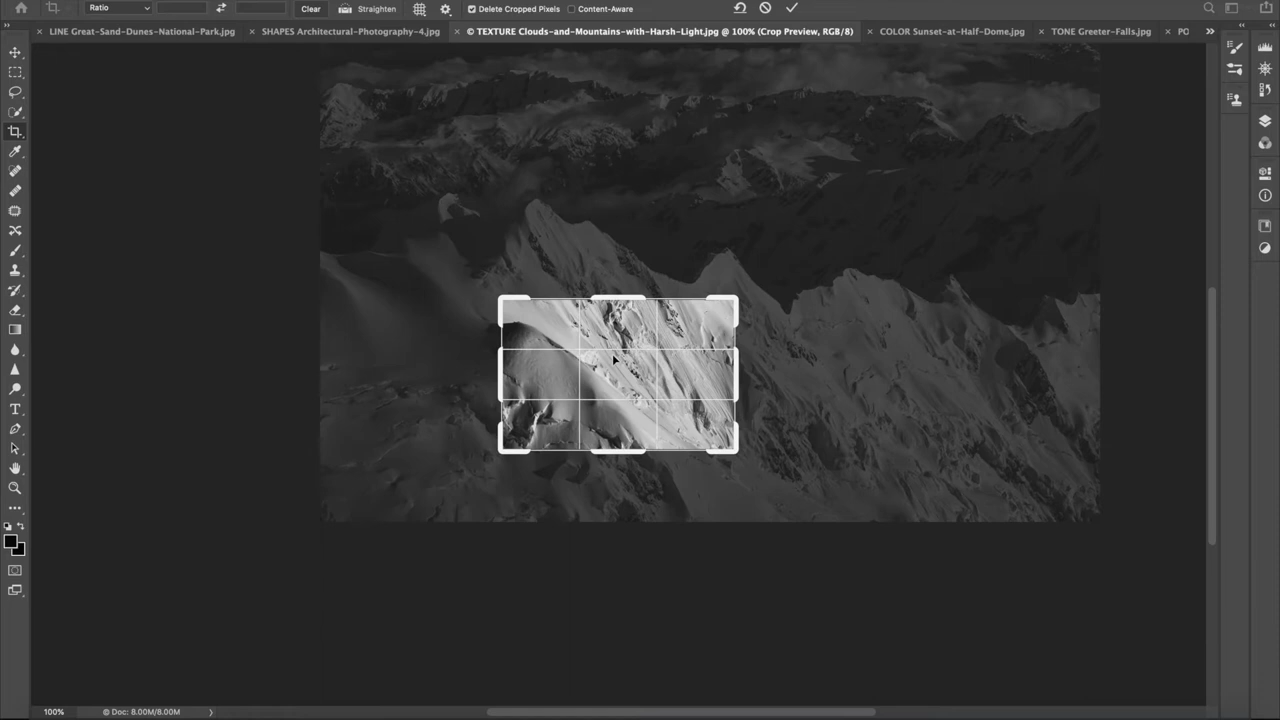 Ratio Clear Straighten Delete Cropped Pixels Content-Aware
LINE Great-Sand-Dunes-National-Park.jpg SHAPES Architectural-Photography-4.jpg © TEXTURE Clouds-and-Mountains-with-Harsh-Light.jpg @ 100% (Crop Preview, RGB/8) COLOR Sunset-at-Half-Dome.jpg TONE Greeter-Falls.jpg PO
100% © Doc: 8.00M/8.00M